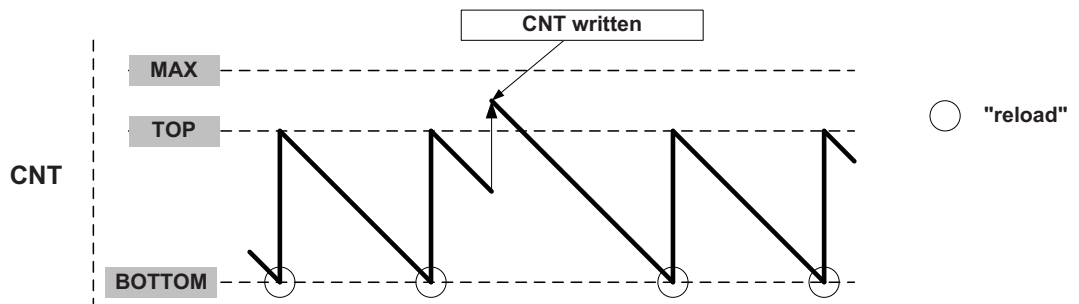 CNT written
MAX
TOP
"reload"
CNT
BOTTOM